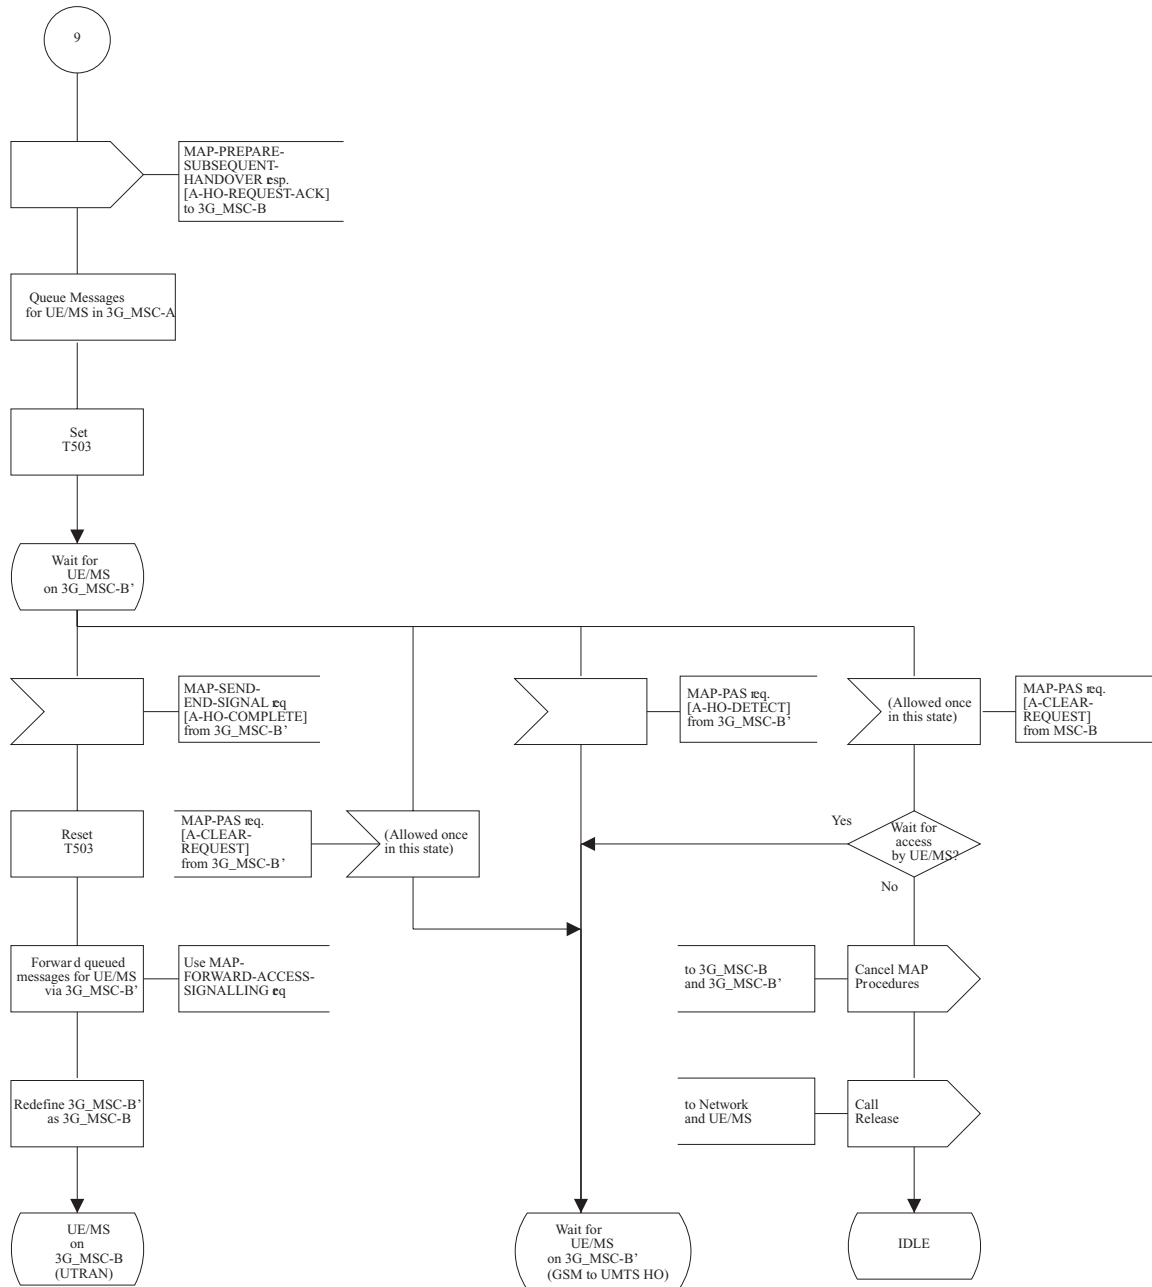 9
MAP-PREPARE-
SUBSEQUENT-
HANDOVER resp.
[A-HO-REQUEST-ACK]
to 3G_MSC-B
Queue Messages
for UE/MS in 3G_MSC-A
Set
T503
Wait for
UE/MS
on 3G_MSC-B’
MAP-SEND-
END-SIGNAL req
[A-HO-COMPLETE]
from 3G_MSC-B’
MAP-PAS req.
[A-HO-DETECT]
from 3G_MSC-B’
(Allowed once
in this state)
MAP-PAS req.
[A-CLEAR-
REQUEST]
from MSC-B
Reset
T503
MAP-PAS req.
[A-CLEAR-
REQUEST]
from 3G_MSC-B’
(Allowed once
in this state)
Yes
Wait for
access
by UE/MS?
No
Forward queued
messages for UE/MS
via 3G_MSC-B’
Use MAP-
FORWARD-ACCESS-
SIGNALLING req
to 3G_MSC-B
and 3G_MSC-B’
Cancel MAP
Procedures
Redefine 3G_MSC-B’
as 3G_MSC-B
to Network
and UE/MS
Call
Release
UE/MS
on
3G_MSC-B
(UTRAN)
Wait for
UE/MS
on 3G_MSC-B’
(GSM to UMTS HO)
IDLE